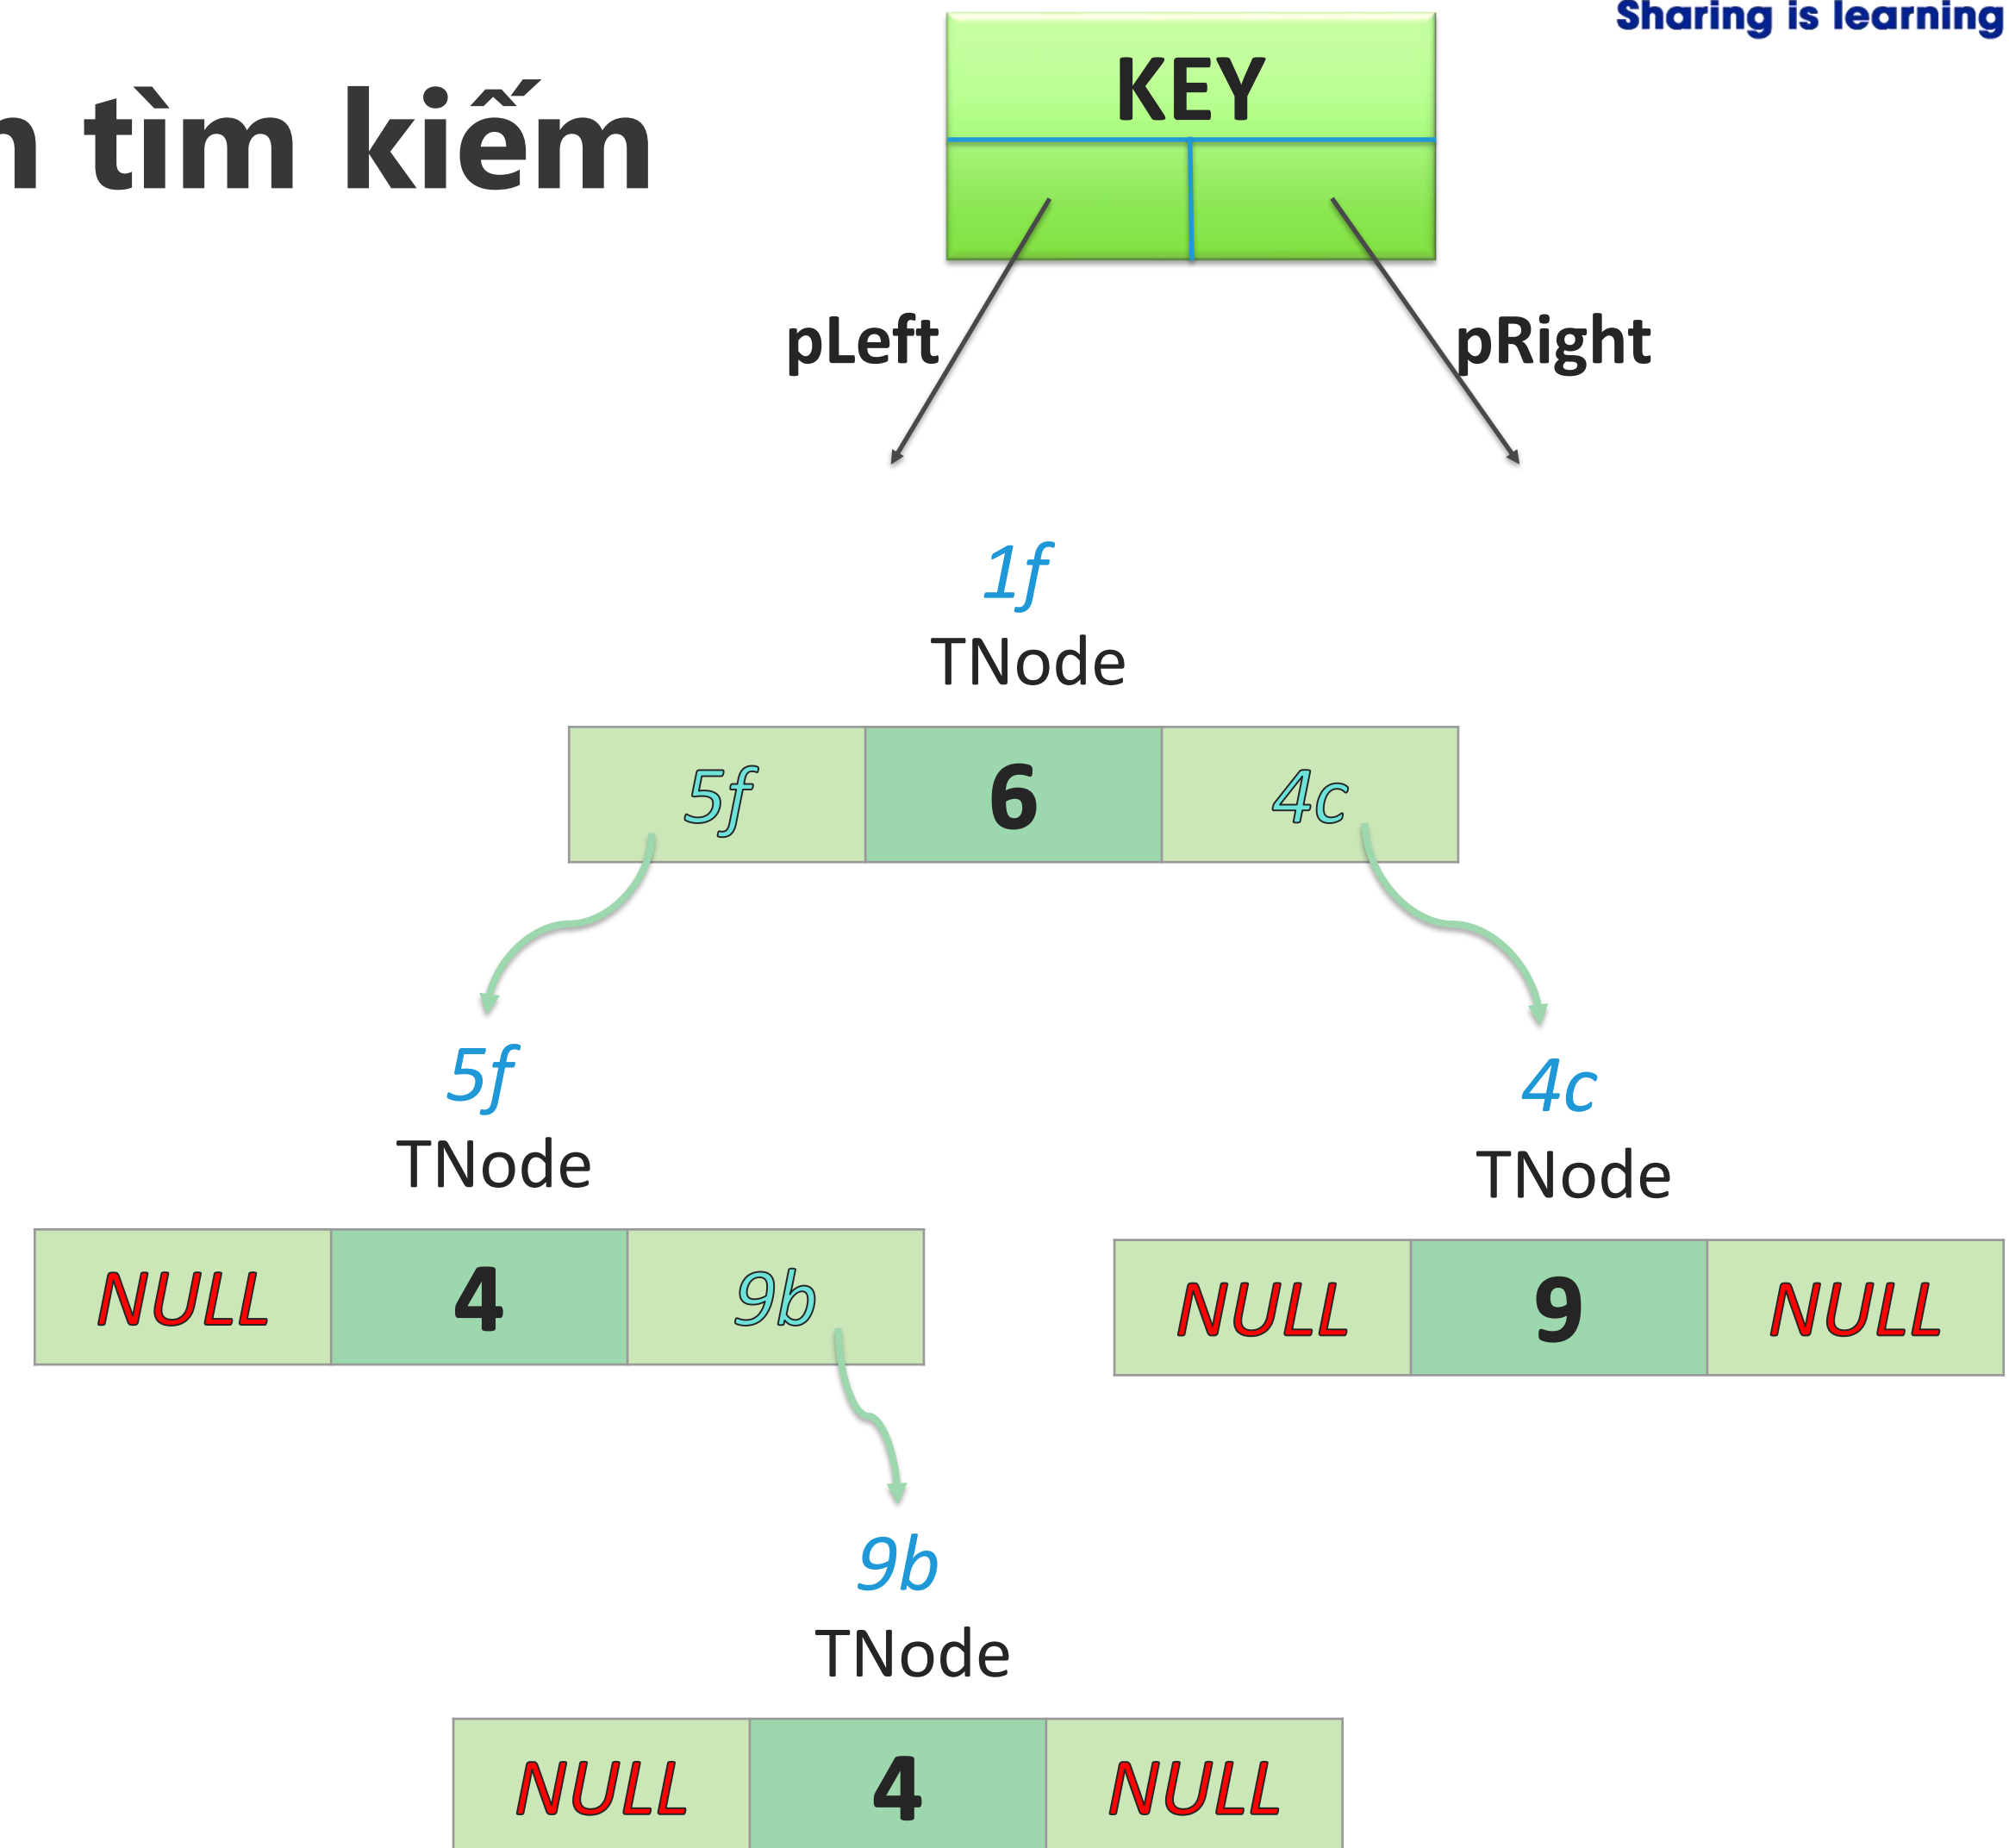 Sharing is learning
tìm kiếm
KEY
pLeft pRight
1f
TNode
5f 6 4c
5f
TNode
4c
TNode
NULL 4 9b
NULL 9 NULL
9b
TNode
NULL 4 NULL